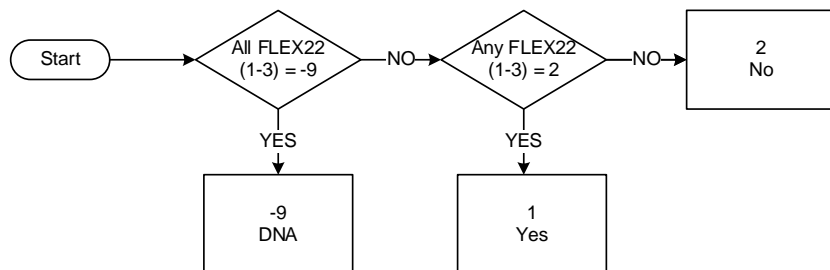 Start
All FLEX22
(1-3) = -9
NO
Any FLEX22
(1-3) = 2
NO
2
No
YES
YES
-9
DNA
1
Yes